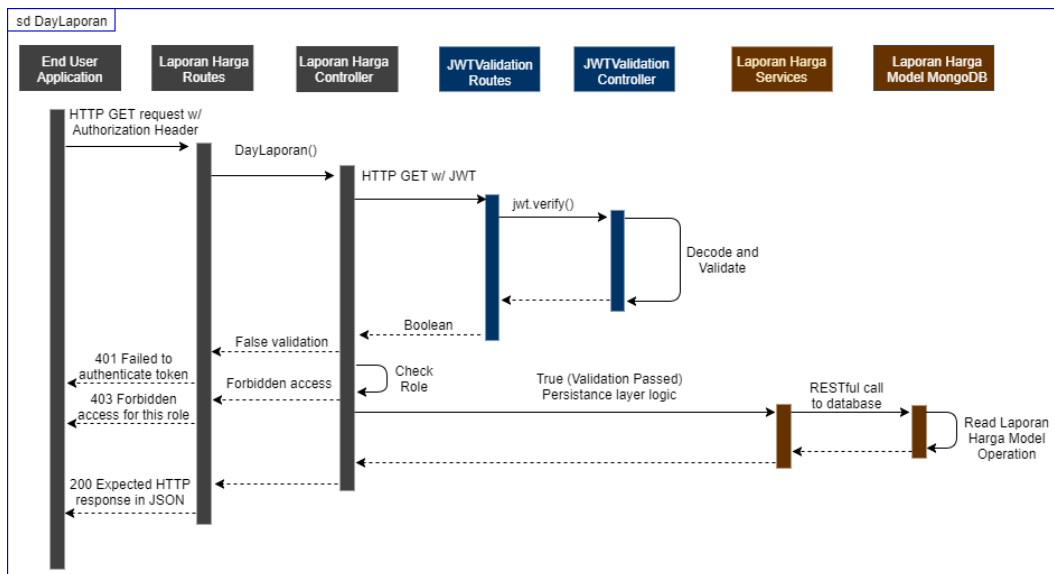 sd DayLaporan
End User
Application
Laporan Harga
Routes
Laporan Harga
Controller
JWTValidation
Routes
JWTValidation
Controller
Laporan Harga
Services
Laporan Harga
Model MongoDB
HTTP GET request w/
Authorization Header
DayLaporan()
HTTP GET w/ JWT
jwt.verify()
Decode and
Validate
Boolean
False validation
401 Failed to
authenticate token
Check
Role
Forbidden access
403 Forbidden
access for this role
True (Validation Passed)
Persistance layer logic
RESTful call
to database
Read Laporan
Harga Model
Operation
200 Expected HTTP
response in JSON